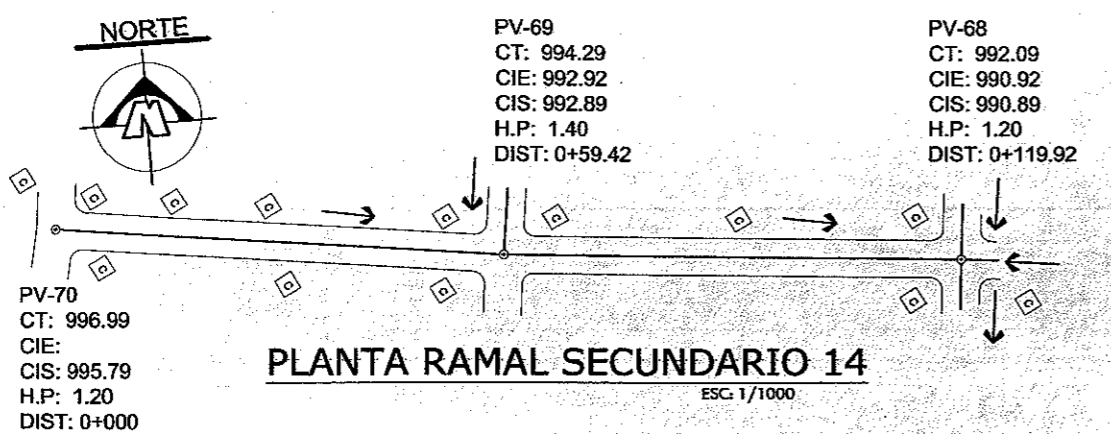 NORTE
M
PV-69
CT: 994.29
CIE: 992.92
CIS: 992.89
H.P: 1.40
DIST: 0+59.42
PV-68
CT: 992.09
CIE: 990.92
CIS: 990.89
H.P: 1.20
DIST: 0+119.92
C
C
C
C
C
C
C
C
C
C
C
C
C
PV-70
CT: 996.99
CIE:
CIS: 995.79
H.P: 1.20
DIST: 0+000
PLANTA RAMAL SECUNDARIO 14
ESC: 1/1000